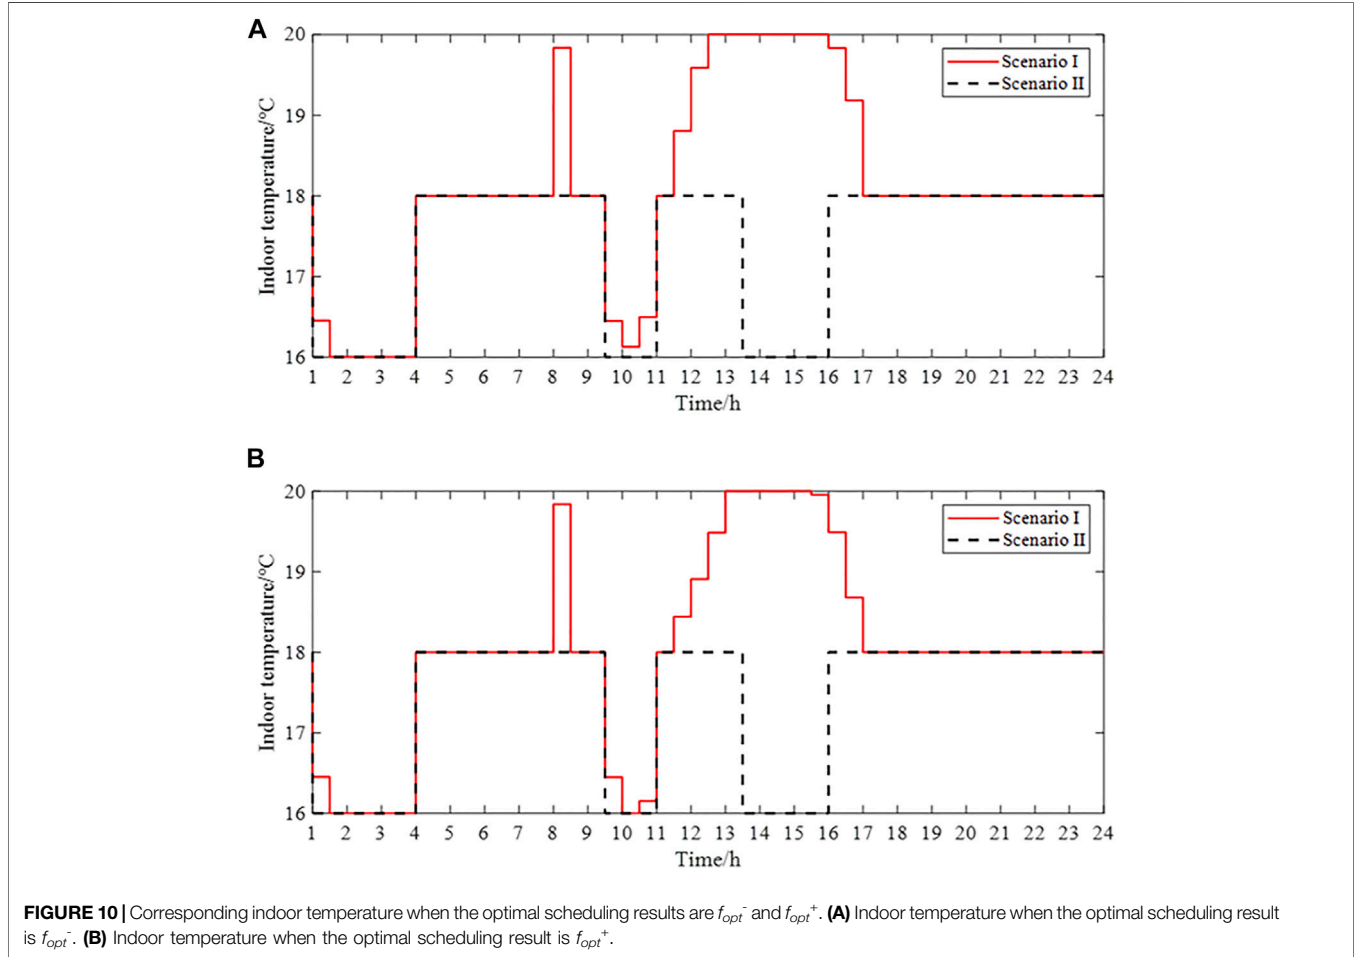 A
20
19
18
17
16
Indoor temperature/°C
Scenario I
Scenario II
1 2 3 4 5 6 7 8 9 10 11 12 13 14 15 16 17 18 19 20 21 22 23 24
Time/h
B
20
19
18
17
16
Indoor temperature/°C
Scenario I
Scenario II
1 2 3 4 5 6 7 8 9 10 11 12 13 14 15 16 17 18 19 20 21 22 23 24
Time/h
FIGURE 10 | Corresponding indoor temperature when the optimal scheduling results are f_opt^- and f_opt^+. (A) Indoor temperature when the optimal scheduling result
is f_opt^-. (B) Indoor temperature when the optimal scheduling result is f_opt^+.